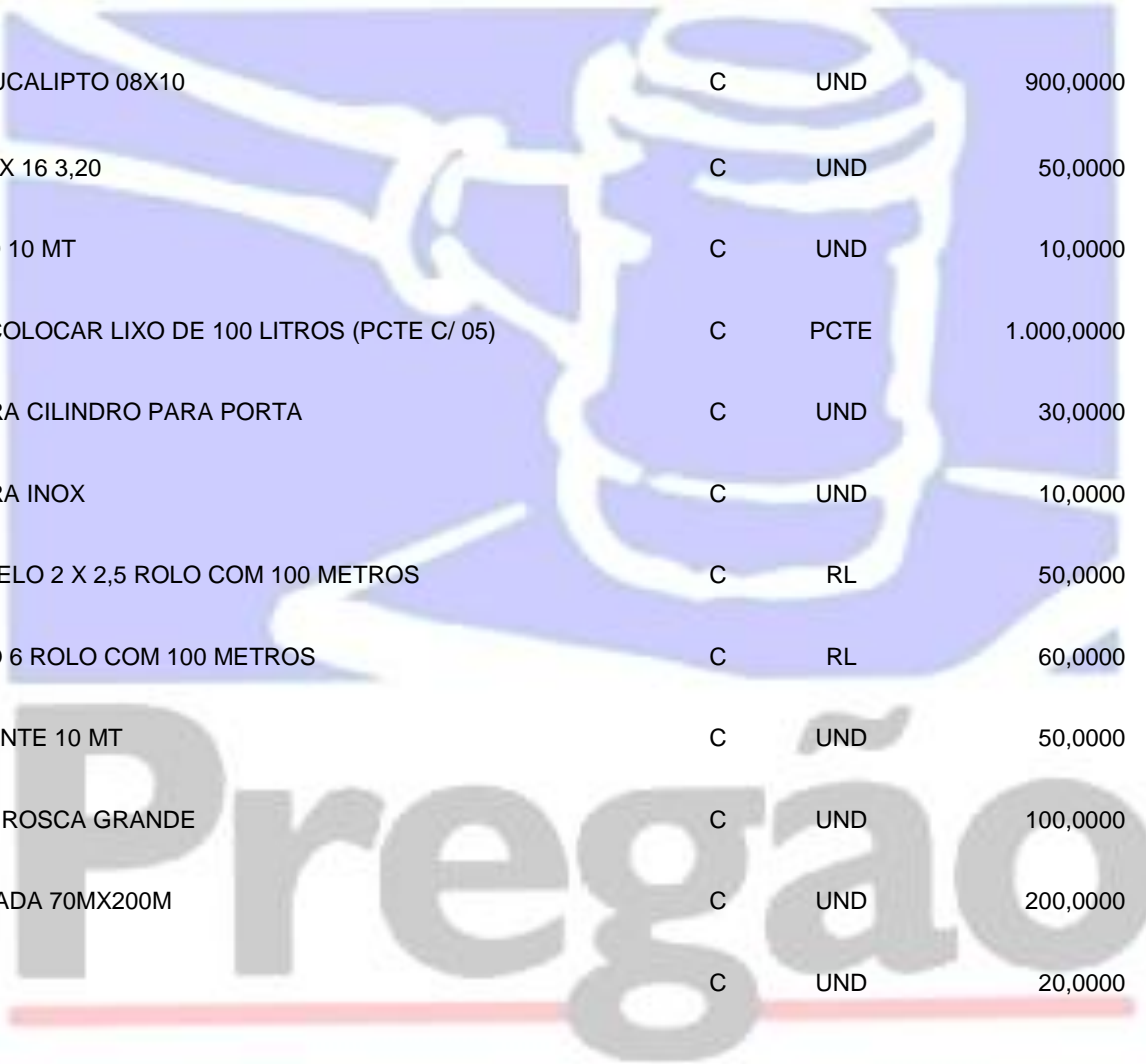 UCALIPTO 08X10 C UND 900,0000
X 16 3,20 C UND 50,0000
10 MT C UND 10,0000
COLOCAR LIXO DE 100 LITROS (PCTE C/ 05) C PCTE 1.000,0000
RA CILINDRO PARA PORTA C UND 30,0000
RA INOX C UND 10,0000
ELO 2 X 2,5 ROLO COM 100 METROS C RL 50,0000
O 6 ROLO COM 100 METROS C RL 60,0000
NTE 10 MT C UND 50,0000
ROSCA GRANDE C UND 100,0000
ADA 70MX200M C UND 200,0000
C UND 20,0000
Pregão